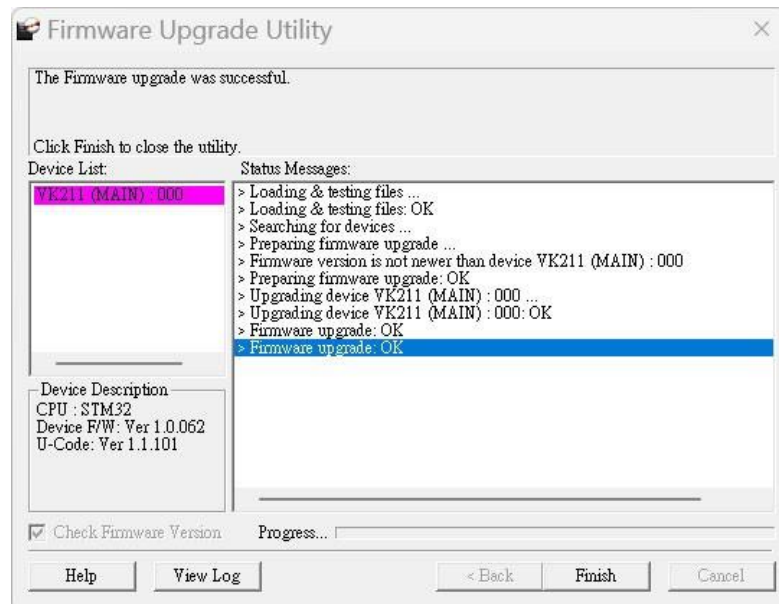 Firmware Upgrade Utility
The Firmware upgrade was successful.
Click Finish to close the utility.
Device List:
VK211 (MAIN) : 000
Status Messages:
> Loading & testing files ...
> Loading & testing files: OK
> Searching for devices ...
> Preparing firmware upgrade ...
> Firmware version is not newer than device VK211 (MAIN) : 000
> Preparing firmware upgrade: OK
> Upgrading device VK211 (MAIN) : 000 ...
> Upgrading device VK211 (MAIN) : 000: OK
> Firmware upgrade: OK
> Firmware upgrade: OK
Device Description
CPU : STM32
Device F/W: Ver 1.0.062
U-Code: Ver 1.1.101
Check Firmware Version
Progress...
Help
View Log
< Back
Finish
Cancel